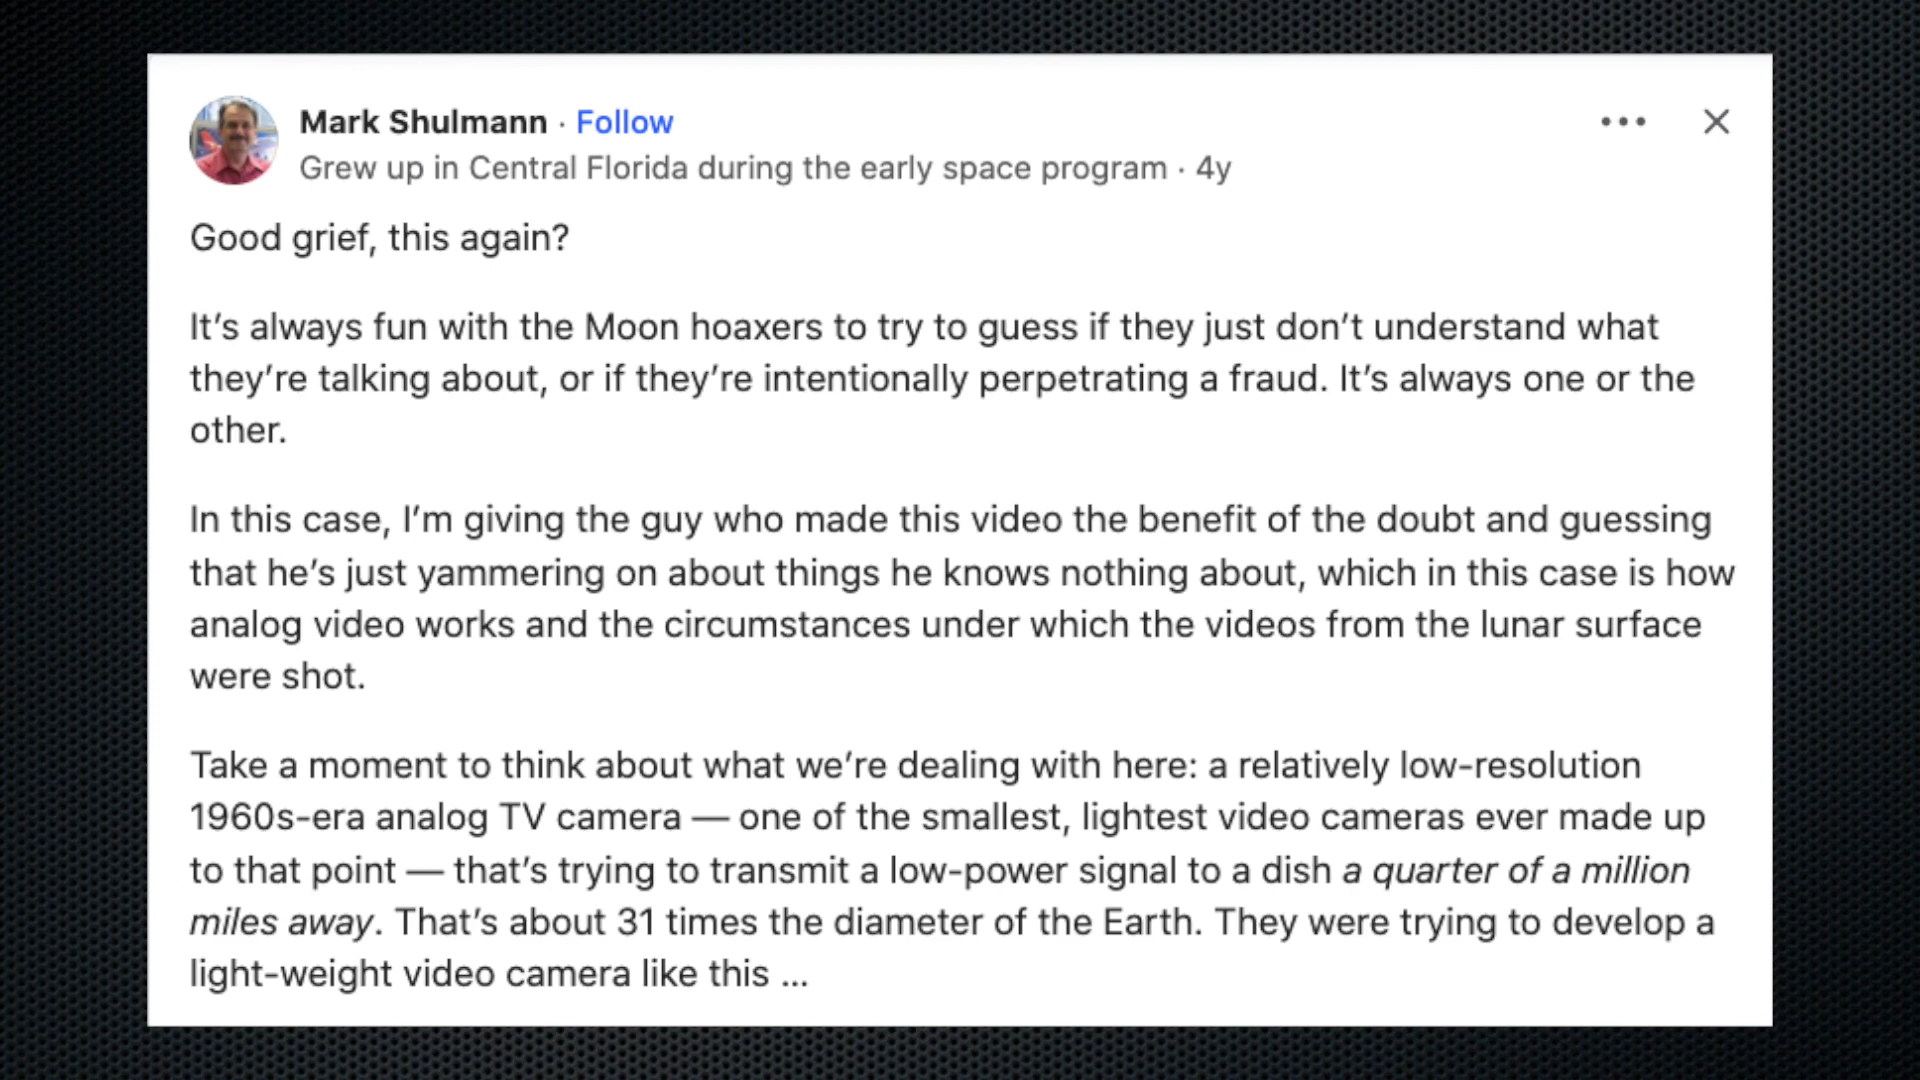 Mark Shulmann · Follow
Grew up in Central Florida during the early space program · 4y
Good grief, this again?
It’s always fun with the Moon hoaxers to try to guess if they just don’t understand what
they’re talking about, or if they’re intentionally perpetrating a fraud. It’s always one or the
other.
In this case, I’m giving the guy who made this video the benefit of the doubt and guessing
that he’s just yammering on about things he knows nothing about, which in this case is how
analog video works and the circumstances under which the videos from the lunar surface
were shot.
Take a moment to think about what we’re dealing with here: a relatively low-resolution
1960s-era analog TV camera — one of the smallest, lightest video cameras ever made up
to that point — that’s trying to transmit a low-power signal to a dish a quarter of a million
miles away. That’s about 31 times the diameter of the Earth. They were trying to develop a
light-weight video camera like this ...